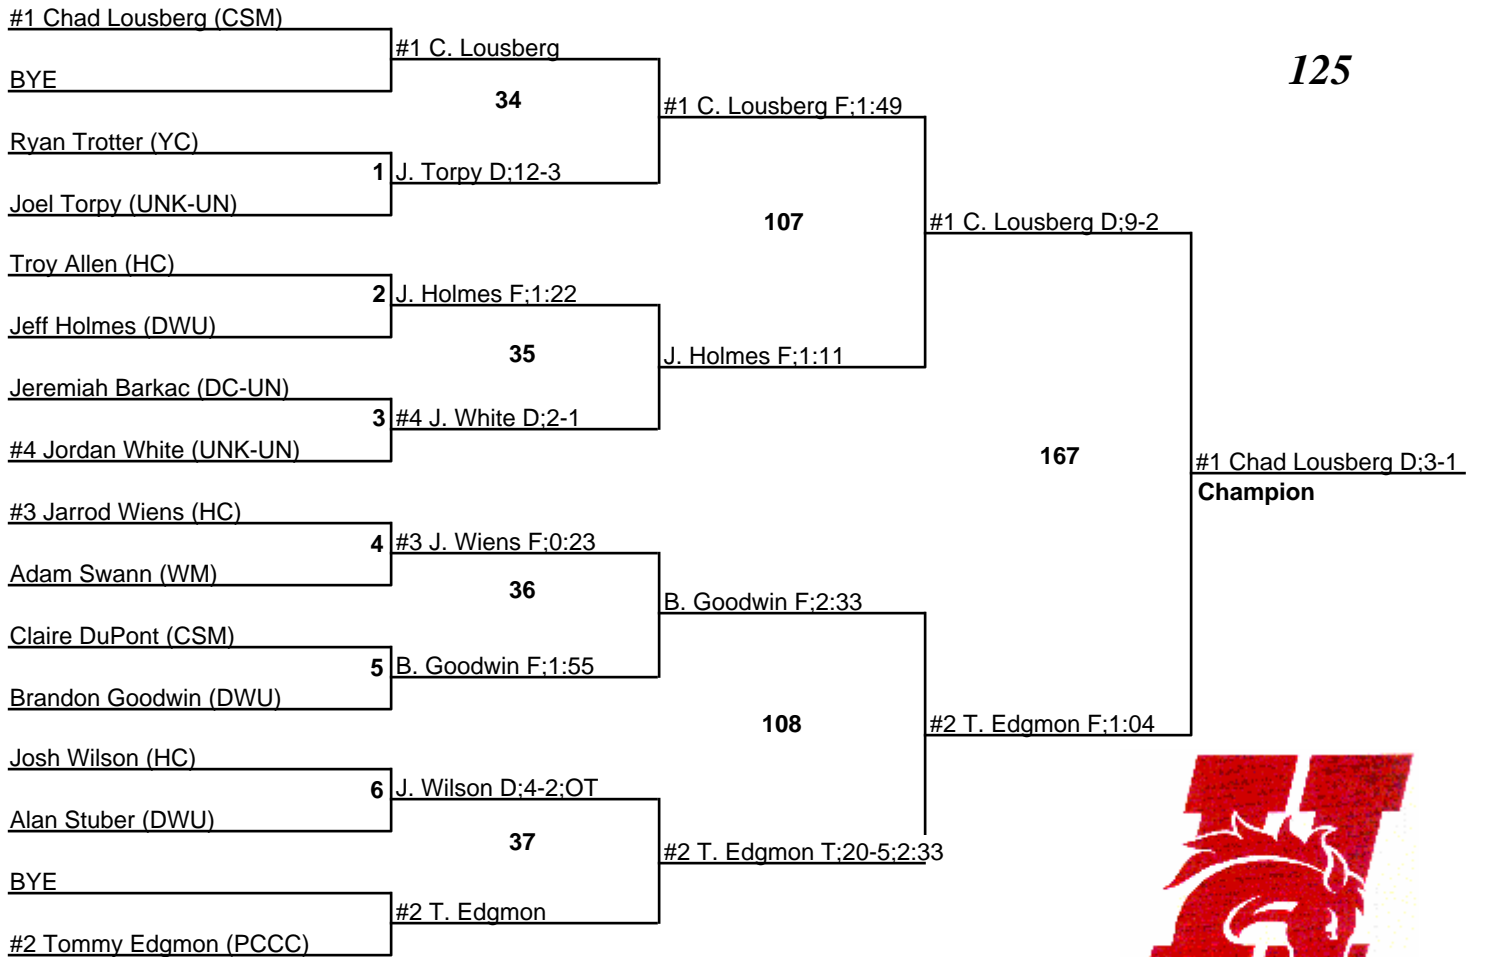 #1 Chad Lousberg (CSM)
#1 C. Lousberg
125
BYE
34
#1 C. Lousberg F;1:49
Ryan Trotter (YC)
1 J. Torpy D;12-3
Joel Torpy (UNK-UN)
107
#1 C. Lousberg D;9-2
Troy Allen (HC)
2 J. Holmes F;1:22
Jeff Holmes (DWU)
35
J. Holmes F;1:11
Jeremiah Barkac (DC-UN)
3 #4 J. White D;2-1
#4 Jordan White (UNK-UN)
167
#1 Chad Lousberg D;3-1
Champion
#3 Jarrod Wiens (HC)
4 #3 J. Wiens F;0:23
Adam Swann (WM)
36
B. Goodwin F;2:33
Claire DuPont (CSM)
5 B. Goodwin F;1:55
Brandon Goodwin (DWU)
108
#2 T. Edgmon F;1:04
Josh Wilson (HC)
6 J. Wilson D;4-2;OT
Alan Stuber (DWU)
37
#2 T. Edgmon T;20-5;2:33
BYE
#2 T. Edgmon
#2 Tommy Edgmon (PCCC)